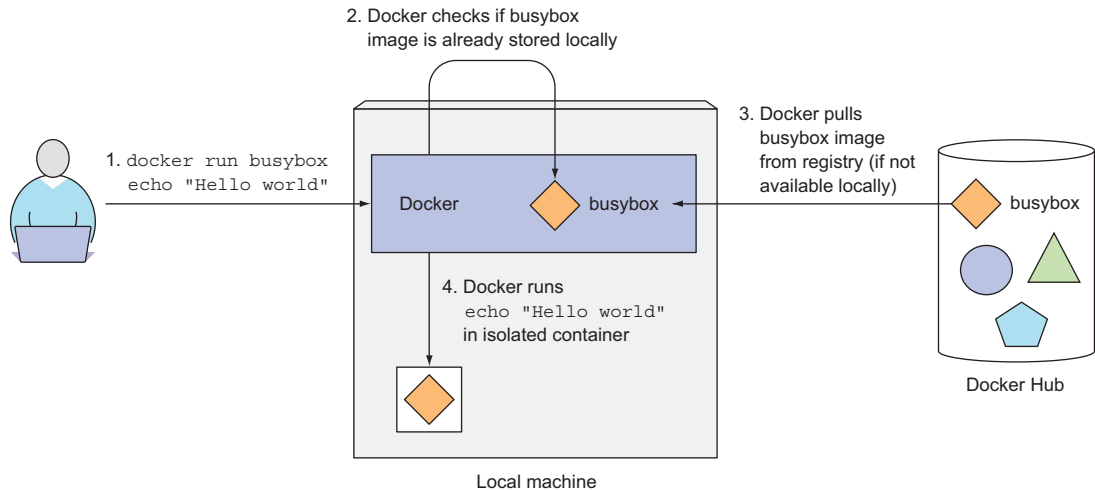 2. Docker checks if busybox
image is already stored locally
1. docker run busybox
echo "Hello world"
3. Docker pulls
busybox image
from registry (if not
available locally)
Docker
busybox
busybox
4. Docker runs
echo "Hello world"
in isolated container
Docker Hub
Local machine